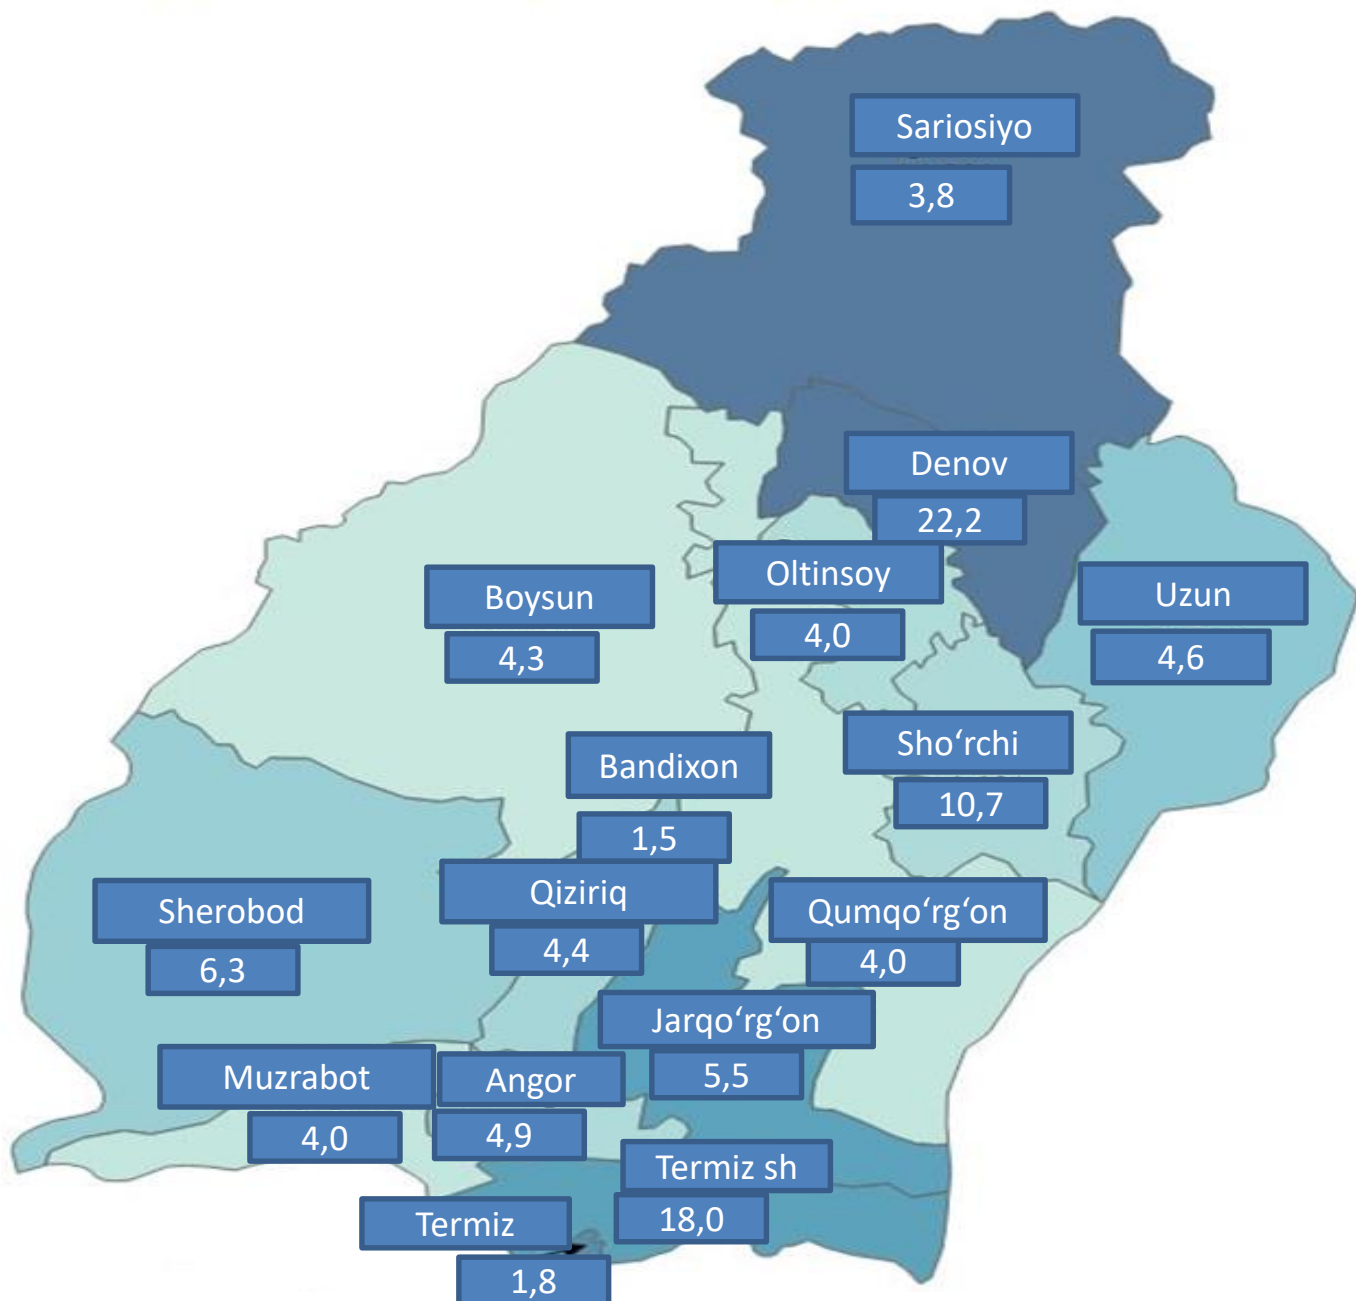 Sariosiyo
3,8
Denov
22,2
Oltinsoy
4,0
Boysun
4,3
Uzun
4,6
Sho‘rchi
10,7
Bandixon
1,5
Qiziriq
4,4
Sherobod
6,3
Qumqo‘rg‘on
4,0
Jarqo‘rg‘on
5,5
Muzrabot
4,0
Angor
4,9
Termiz sh
18,0
Termiz
1,8